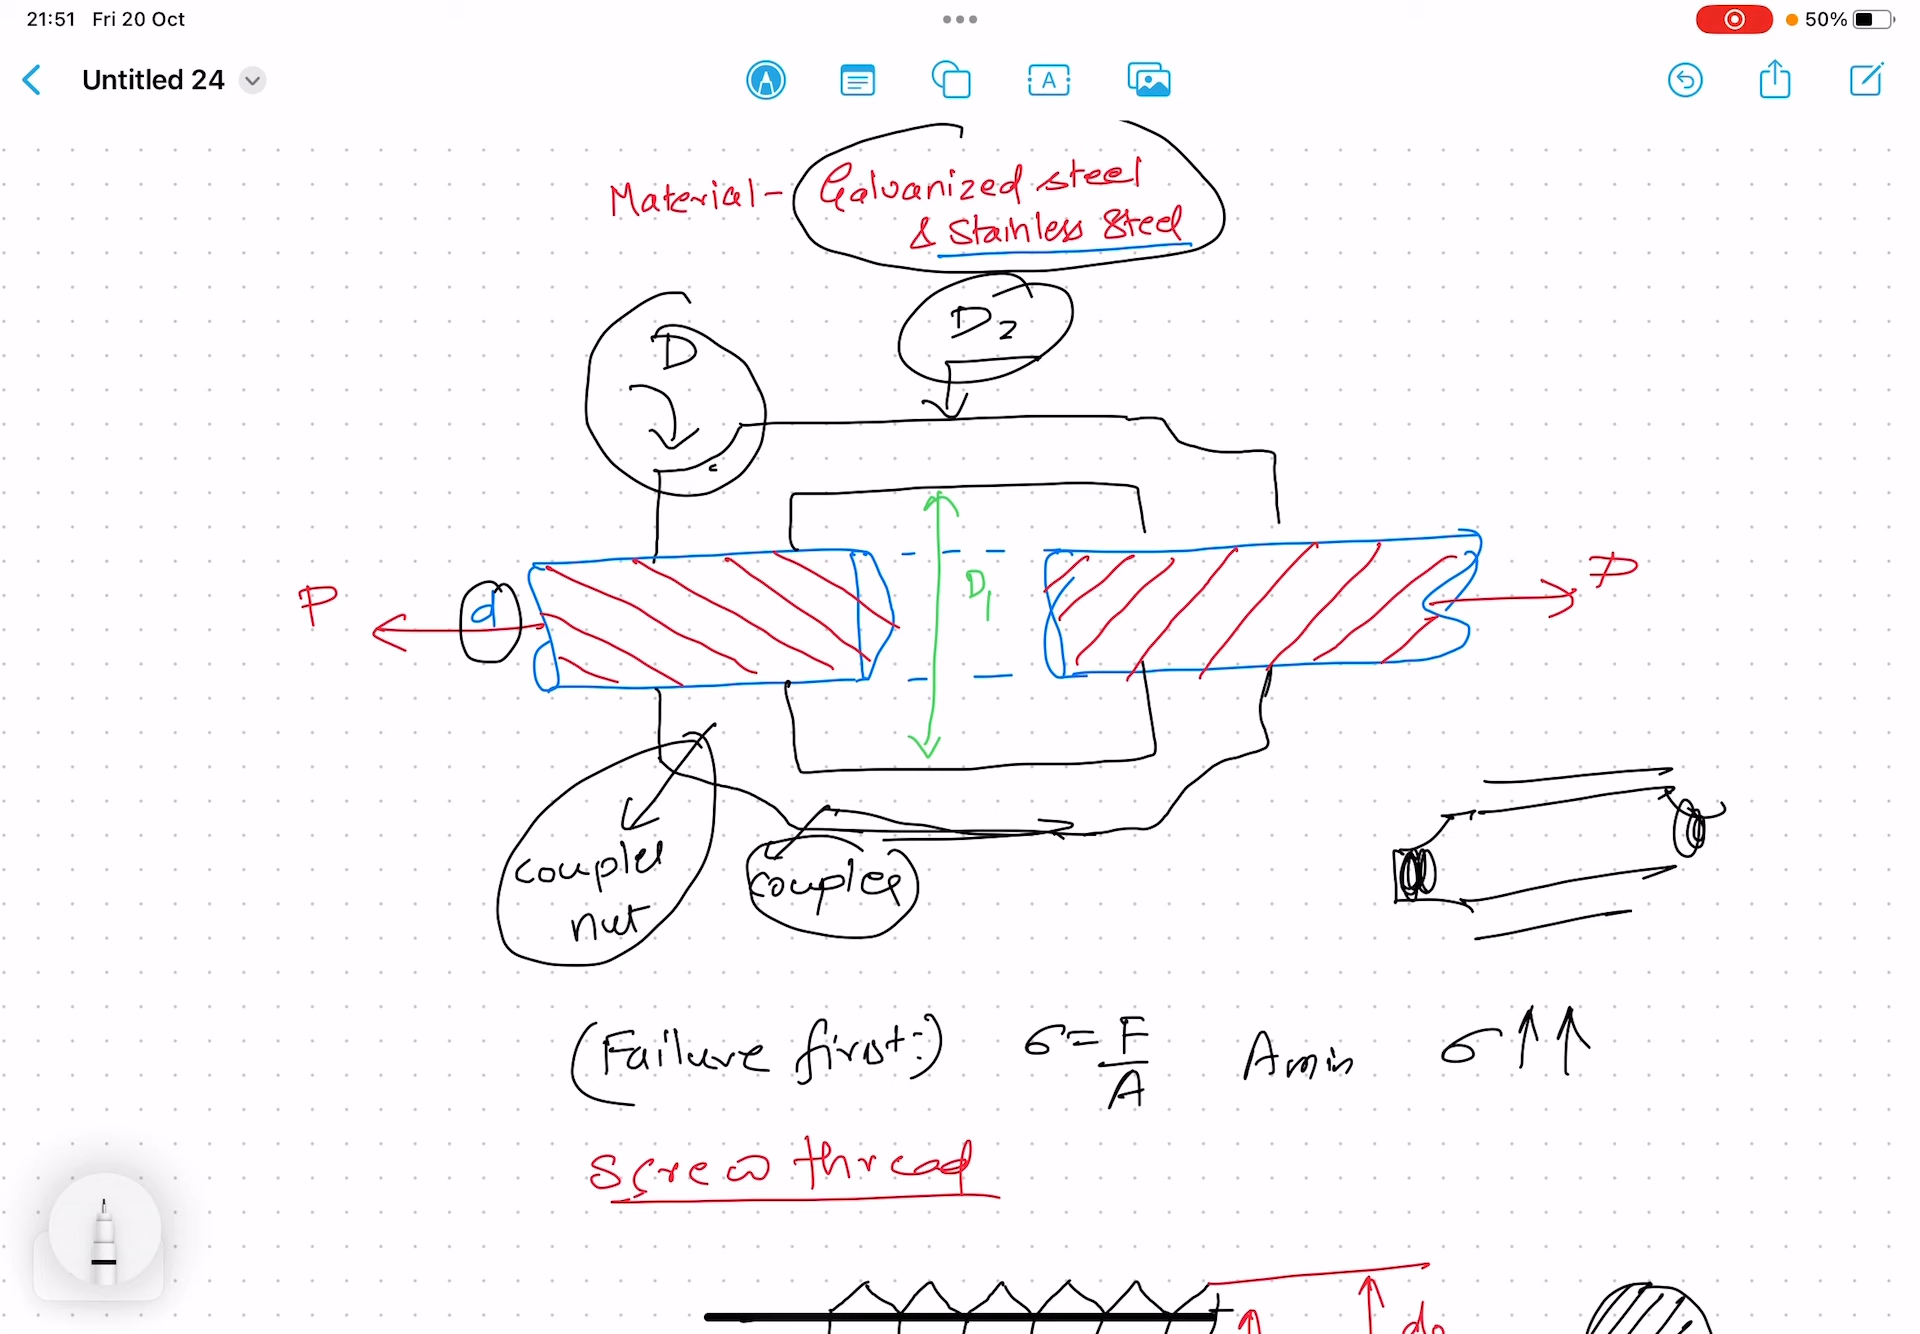 21:51 Fri 20 Oct
50%
Untitled 24
A
Material - Galvanized steel
& Stainless Steel
D2
D
P
d
D1
P
coupler
nut
coupler
(Failure first:) σ = F/A Amin σ↑↑
Screw thread
do